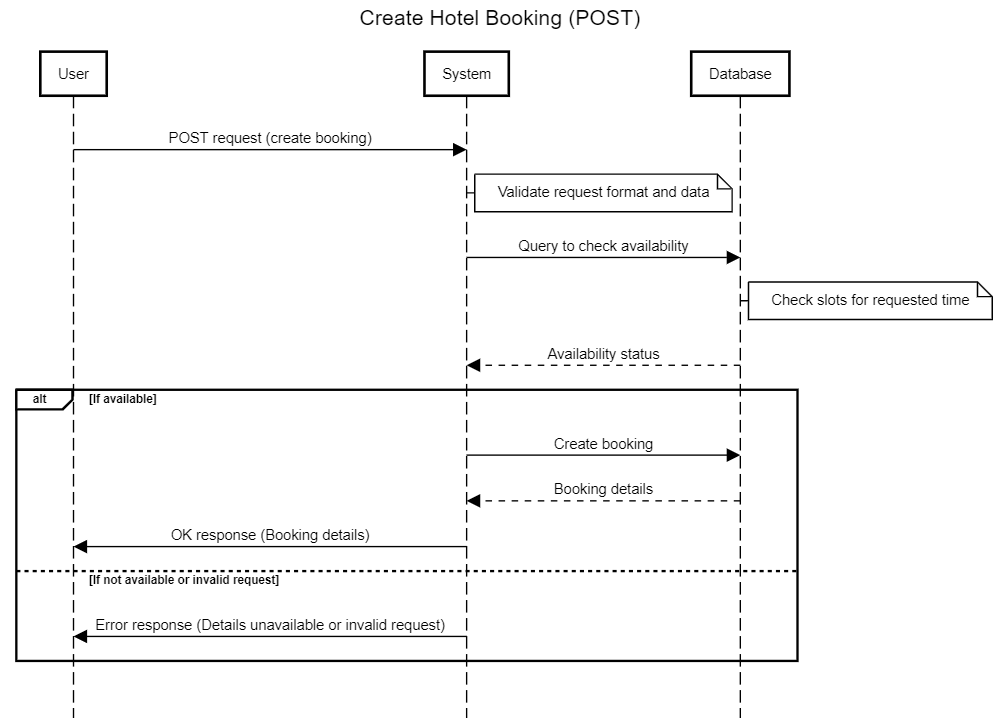 Create Hotel Booking (POST)
User
System
Database
POST request (create booking)
Validate request format and data
Query to check availability
Check slots for requested time
Availability status
alt
[If available]
Create booking
Booking details
OK response (Booking details)
[If not available or invalid request]
Error response (Details unavailable or invalid request)